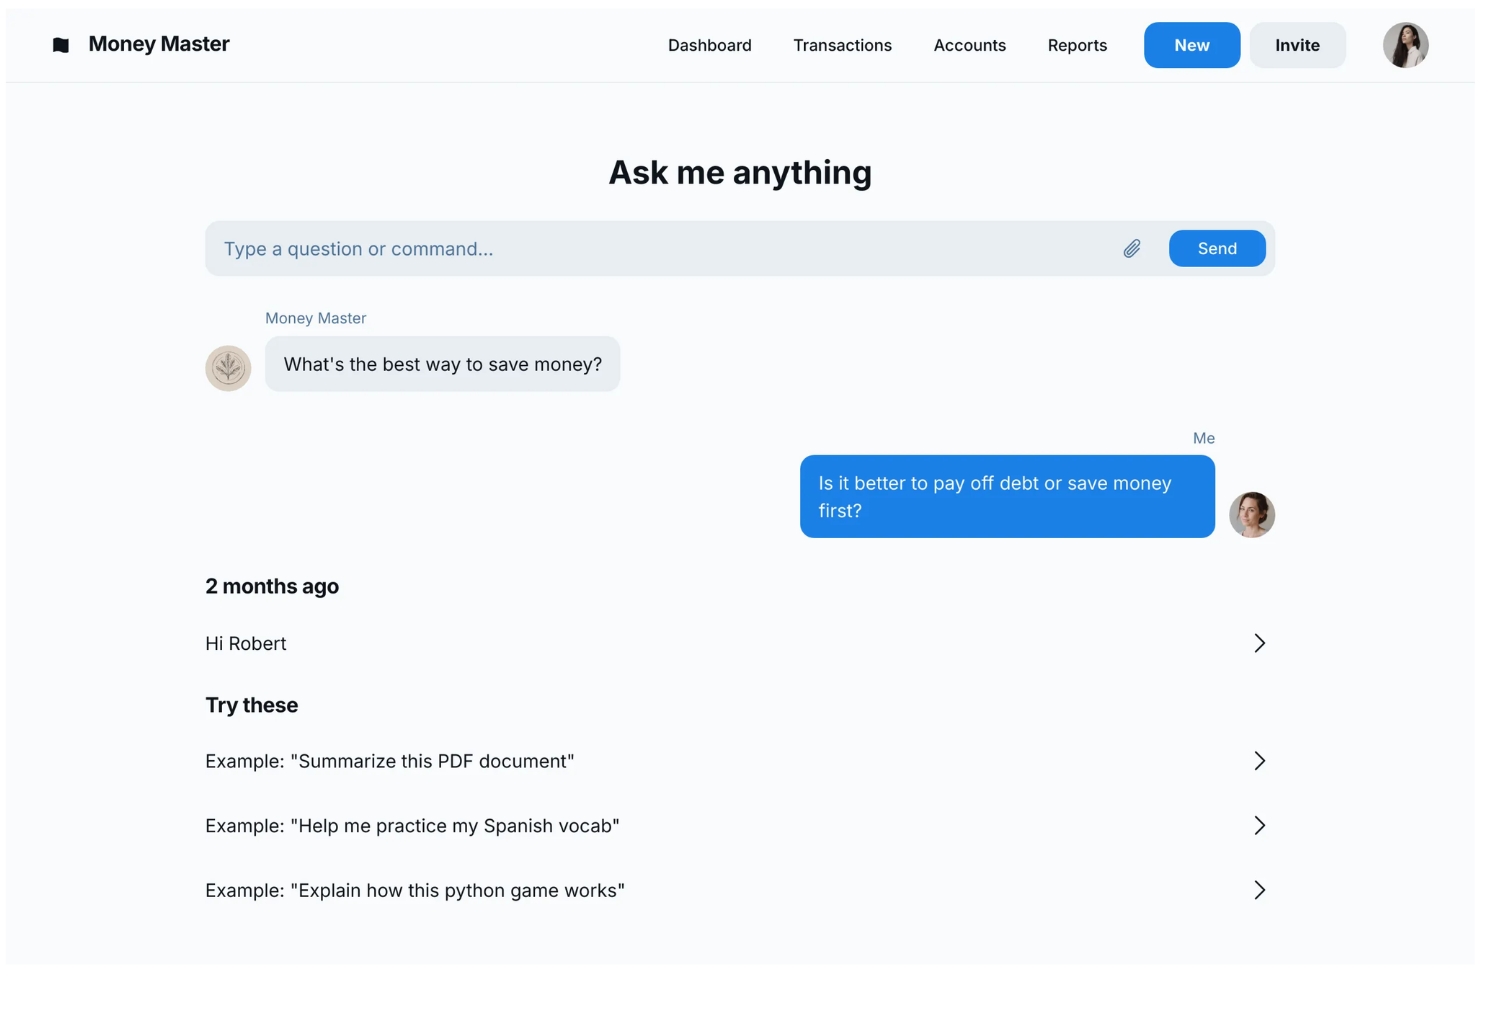 Money Master
Dashboard
Transactions
Accounts
Reports
New
Invite
Ask me anything
Type a question or command...
Send
Money Master
What's the best way to save money?
Me
Is it better to pay off debt or save money
first?
2 months ago
Hi Robert
Try these
Example: "Summarize this PDF document"
Example: "Help me practice my Spanish vocab"
Example: "Explain how this python game works"